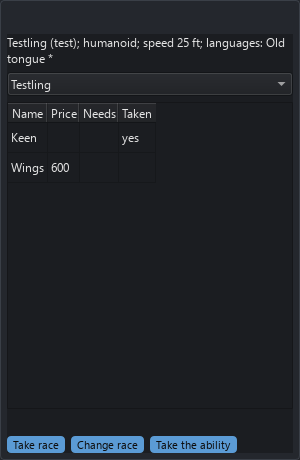 Testling (test); humanoid; speed 25 ft; languages: Old
tongue *
Testling
Name Price Needs Taken
Keen yes
Wings 600
Take race Change race Take the ability